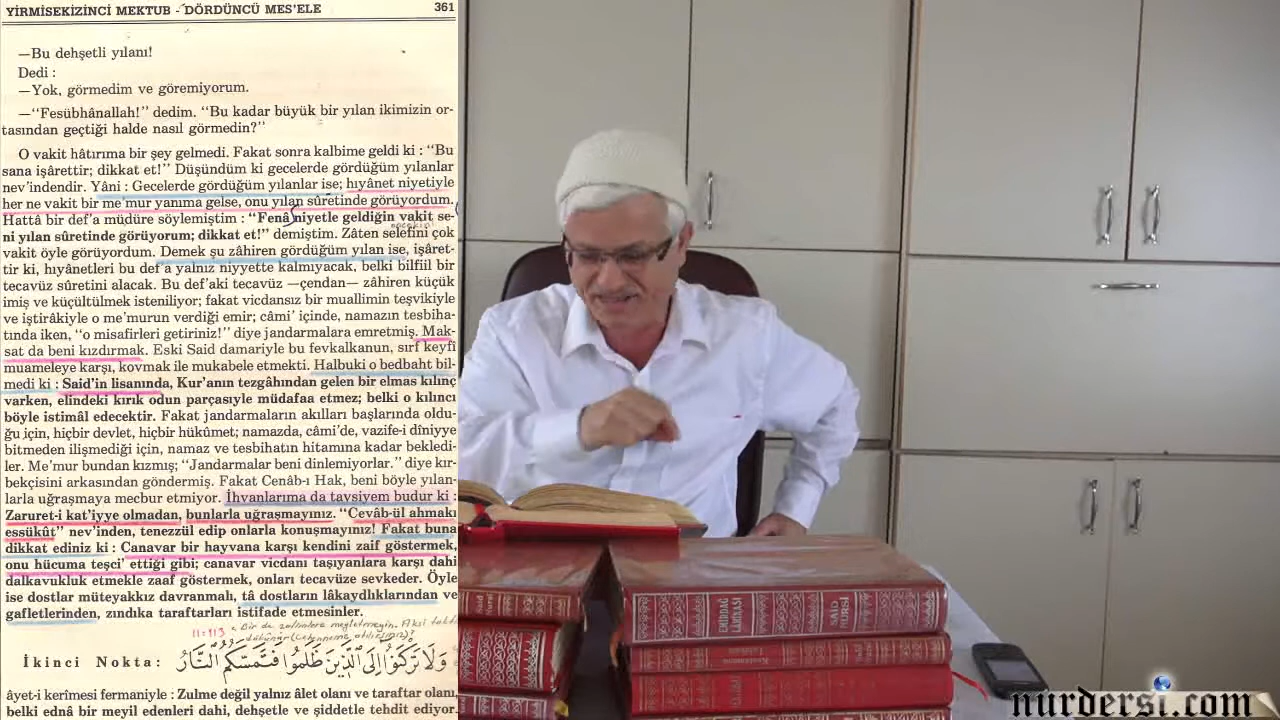 YİRMİSEKİZİNCİ MEKTUB - DÖRDÜNCÜ MES'ELE 361
—Bu dehşetli yılanı!
Dedi :
—Yok, görmedim ve göremiyorum.
—"Fesübhânallah!" dedim. "Bu kadar büyük bir yılan ikimizin or-
tasından geçtiği halde nasıl görmedin?"
O vakit hâtırıma bir şey gelmedi. Fakat sonra kalbime geldi ki : "Bu
sana işârettir; dikkat et!" Düşündüm ki gecelerde gördüğüm yılanlar
nev'indendir. Yâni : Gecelerde gördüğüm yılanlar ise; hıyânet niyetiyle
her ne vakit bir me'mur yanıma gelse, onu yılan sûretinde görüyordum.
Hattâ bir def'a müdüre söylemiştim : "Fenâ niyetle geldiğin vakit se-
ni yılan sûretinde görüyorum; dikkat et!" demiştim. Zâten selefini çok
vakit öyle görüyordum. Demek şu zâhiren gördüğüm yılan ise, işâret-
tir ki, hıyânetleri bu def'a yalnız niyyette kalmıyacak, belki bilfiil bir
tecavüz sûretini alacak. Bu def'aki tecavüz —çendan— zâhiren küçük
imiş ve küçültülmek isteniliyor; fakat vicdansız bir muallimin teşvikiyle
ve iştirâkiyle o me'murun verdiği emir; câmi' içinde, namazın tesbiha-
tında iken, "o misafirleri getiriniz!" diye jandarmalara emretmiş. Mak-
sat da beni kızdırmak. Eski Said damariyle bu fevkalkanun, sırf keyfî
muameleye karşı, kovmak ile mukabele etmekti. Halbuki o bedbaht bil-
medi ki : Said'in lisanında, Kur'anın tezgâhından gelen bir elmas kılınç
varken, elindeki kırık odun parçasıyle müdafaa etmez; belki o kılıncı
böyle istimâl edecektir. Fakat jandarmaların akılları başlarında oldu-
ğu için, hiçbir devlet, hiçbir hükûmet; namazda, câmi'de, vazife-i dîniyye
bitmeden ilişmediği için, namaz ve tesbihatın hitamına kadar bekledi-
ler. Me'mur bundan kızmış; "Jandarmalar beni dinlemiyorlar." diye kır-
bekçisini arkasından göndermiş. Fakat Cenâb-ı Hak, beni böyle yılan-
larla uğraşmaya mecbur etmiyor. İhvanlarıma da tavsiyem budur ki :
Zaruret-i kat'iyye olmadan, bunlarla uğraşmayınız. "Cevâb-ül ahmakı
essükût" nev'inden, tenezzül edip onlarla konuşmayınız! Fakat buna
dikkat ediniz ki : Canavar bir hayvana karşı kendini zaif göstermek,
onu hücuma teşci' ettiği gibi; canavar vicdanı taşıyanlara karşı dahi
dalkavukluk etmekle zaaf göstermek, onları tecavüze sevkeder. Öyle
ise dostlar müteyakkız davranmalı, tâ dostların lâkaydlıklarından ve
gafletlerinden, zındıka taraftarları istifade etmesinler.
11:113
İkinci Nokta: وَلَا تَرْكَنُوا إِلَى الَّذِينَ ظَلَمُوا فَتَمَسَّكُمُ النَّارُ
âyet-i kerîmesi fermaniyle : Zulme değil yalnız âlet olanı ve taraftar olanı,
belki ednâ bir meyil edenleri dahi, dehşetle ve şiddetle tehdit ediyor.
EMİRDAĞ LÂHİKASI
SAİD NURSİ
nurdersi.com